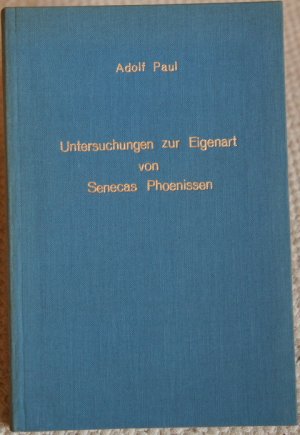 Adolf Paul
Untersuchungen zur Eigenart
von
Senecas Phoenissen